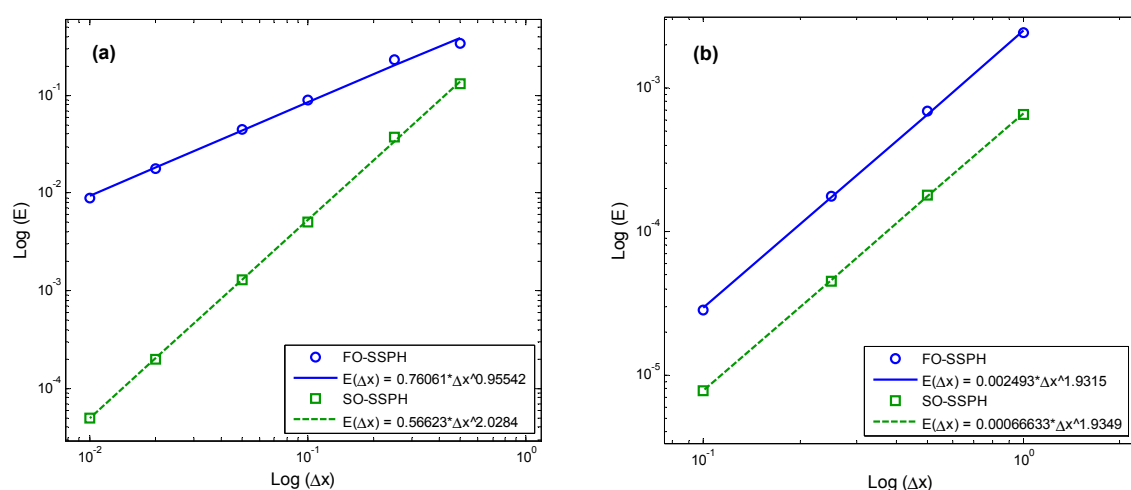 (a)
10^-1
10^-2
10^-3
10^-4
Log (E)
10^-2
10^-1
10^0
Log (Δx)
FO-SSPH
E(Δx) = 0.76061*Δx^0.95542
SO-SSPH
E(Δx) = 0.56623*Δx^2.0284
(b)
10^-3
10^-4
10^-5
Log (E)
10^-1
10^0
Log (Δx)
FO-SSPH
E(Δx) = 0.002493*Δx^1.9315
SO-SSPH
E(Δx) = 0.00066633*Δx^1.9349